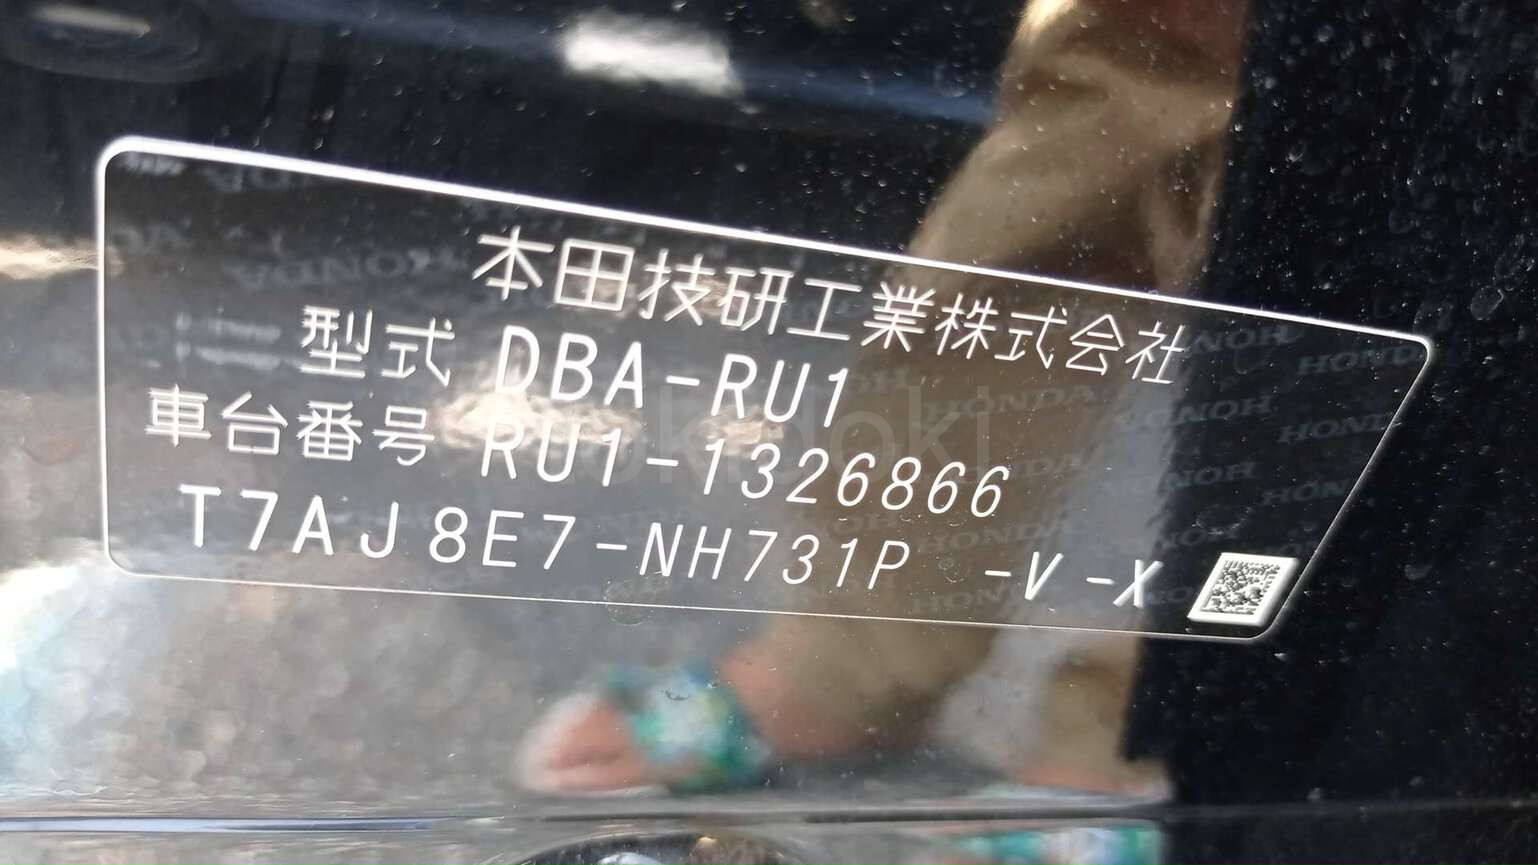 本田技研工業株式会社
型式 DBA-RU1
車台番号 RU1-1326866
T7AJ8E7-NH731P -V -X